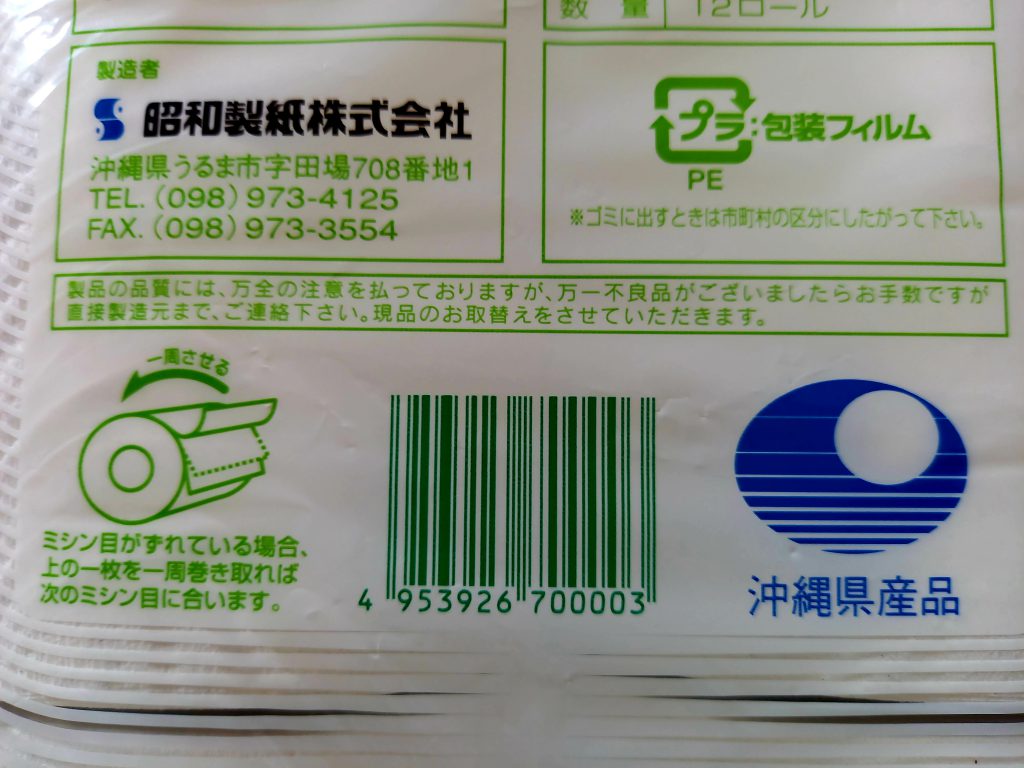 数量 12ロール
製造者
昭和製紙株式会社
沖縄県うるま市字田場708番地1
TEL.(098)973-4125
FAX.(098)973-3554
プラ:包装フィルム
PE
※ゴミに出すときは市町村の区分にしたがって下さい。
製品の品質には、万全の注意を払っておりますが、万一不良品がございましたらお手数ですが
直接製造元まで、ご連絡下さい。現品のお取替えをさせていただきます。
一周させる
ミシン目がずれている場合、
上の一枚を一周巻き取れば
次のミシン目に合います。
4 953926 700003
沖縄県産品